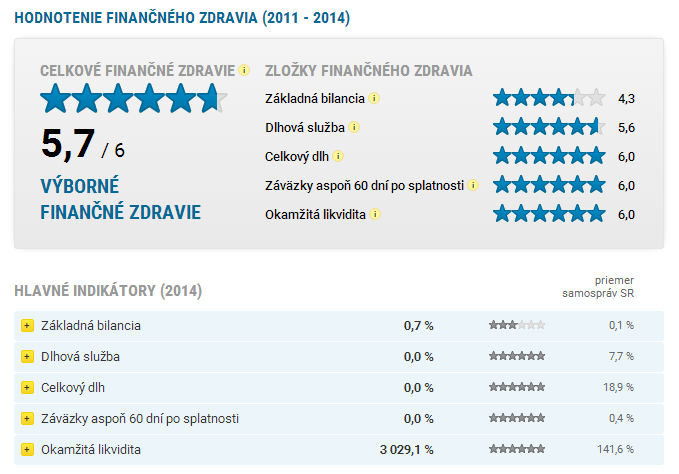 HODNOTENIE FINANČNÉHO ZDRAVIA (2011 - 2014)
CELKOVÉ FINANČNÉ ZDRAVIE i
5,7 / 6
VÝBORNÉ
FINANČNÉ ZDRAVIE
ZLOŽKY FINANČNÉHO ZDRAVIA
Základná bilancia i 4,3
Dlhová služba i 5,6
Celkový dlh i 6,0
Záväzky aspoň 60 dní po splatnosti i 6,0
Okamžitá likvidita i 6,0
HLAVNÉ INDIKÁTORY (2014)
priemer
samospráv SR
+ Základná bilancia 0,7 % 0,1 %
+ Dlhová služba 0,0 % 7,7 %
+ Celkový dlh 0,0 % 18,9 %
+ Záväzky aspoň 60 dní po splatnosti 0,0 % 0,4 %
+ Okamžitá likvidita 3 029,1 % 141,6 %